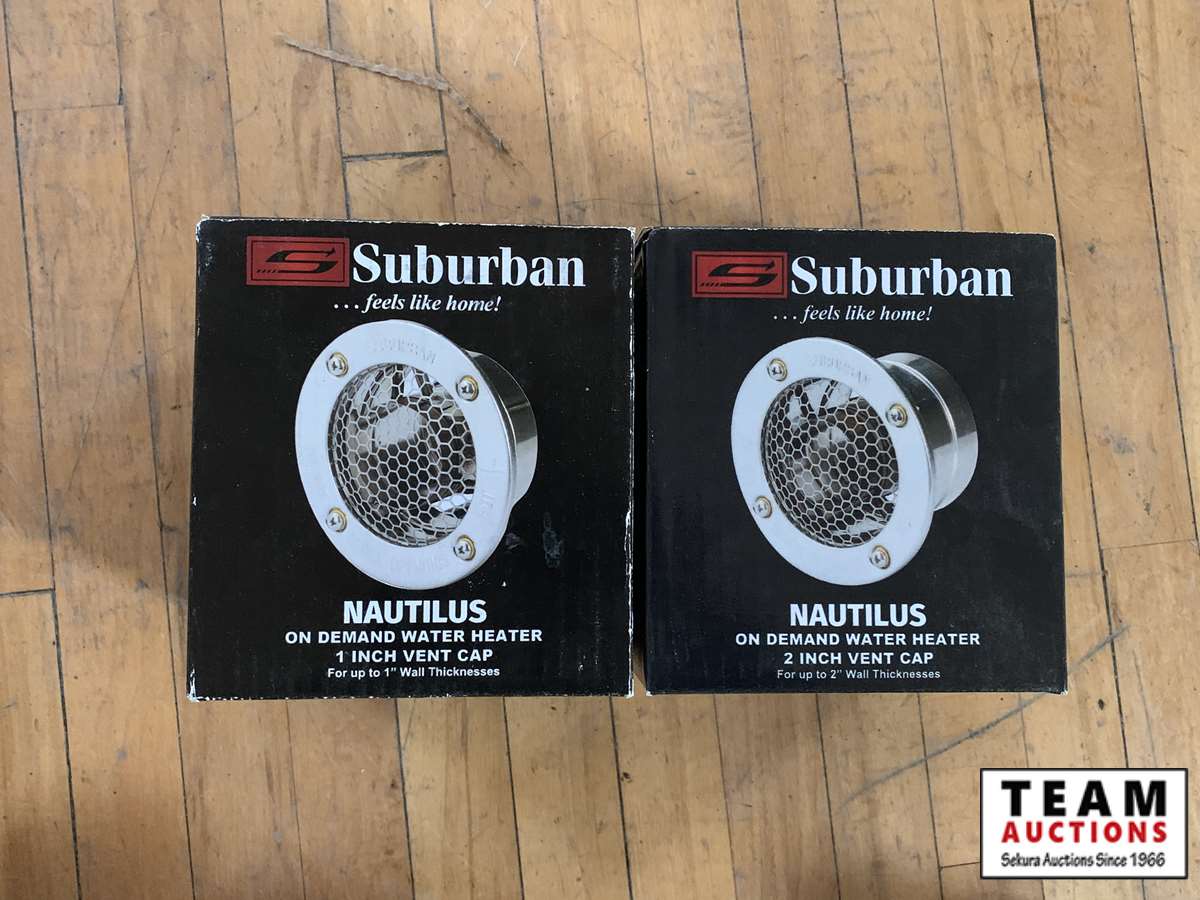 Suburban
. . . feels like home!
SUBURBAN
NAUTILUS
ON DEMAND WATER HEATER
1 INCH VENT CAP
For up to 1" Wall Thicknesses
Suburban
. . . feels like home!
SUBURBAN
NAUTILUS
ON DEMAND WATER HEATER
2 INCH VENT CAP
For up to 2" Wall Thicknesses
TEAM
AUCTIONS
Sekura Auctions Since 1966